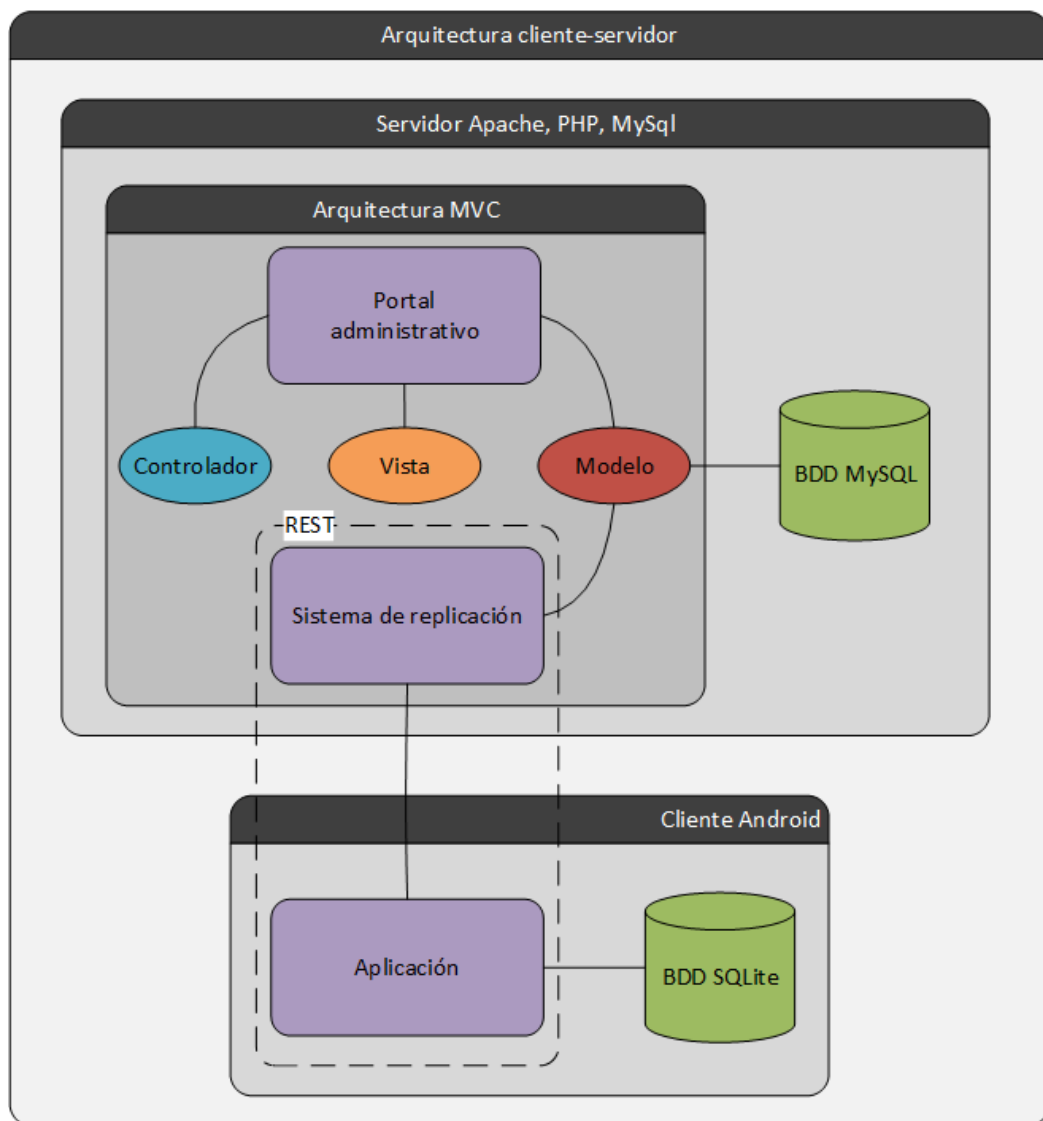 Arquitectura cliente-servidor
Servidor Apache, PHP, MySql
Arquitectura MVC
Portal
administrativo
Controlador
Vista
Modelo
BDD MySQL
REST
Sistema de replicación
Cliente Android
Aplicación
BDD SQLite